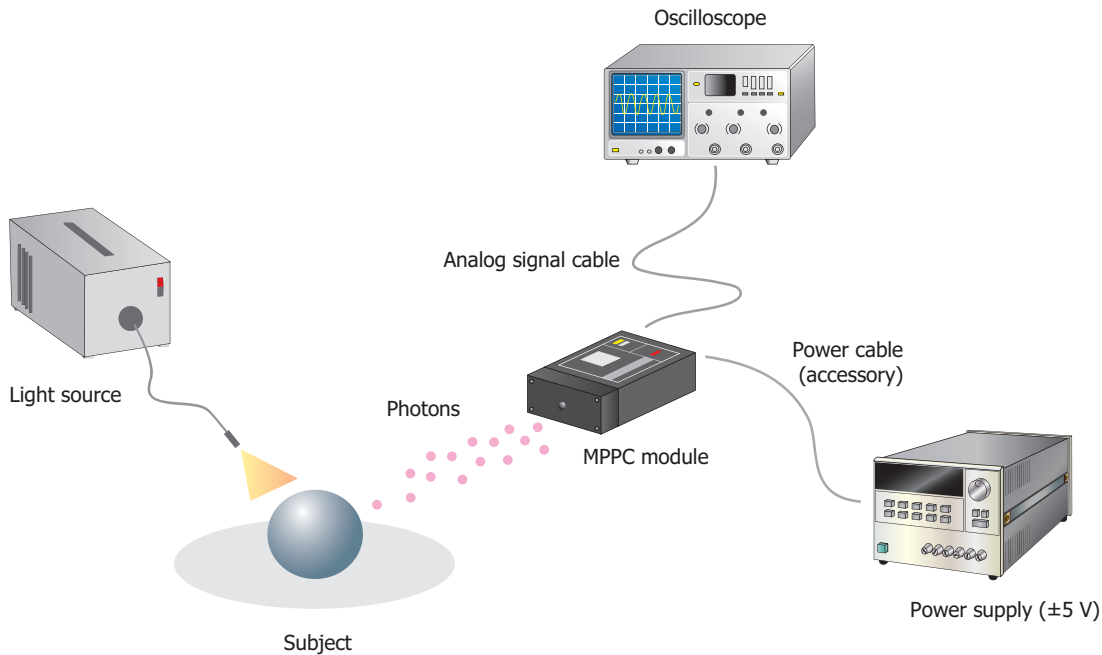 Oscilloscope
Analog signal cable
Power cable
(accessory)
Light source
Photons
MPPC module
Power supply (±5 V)
Subject